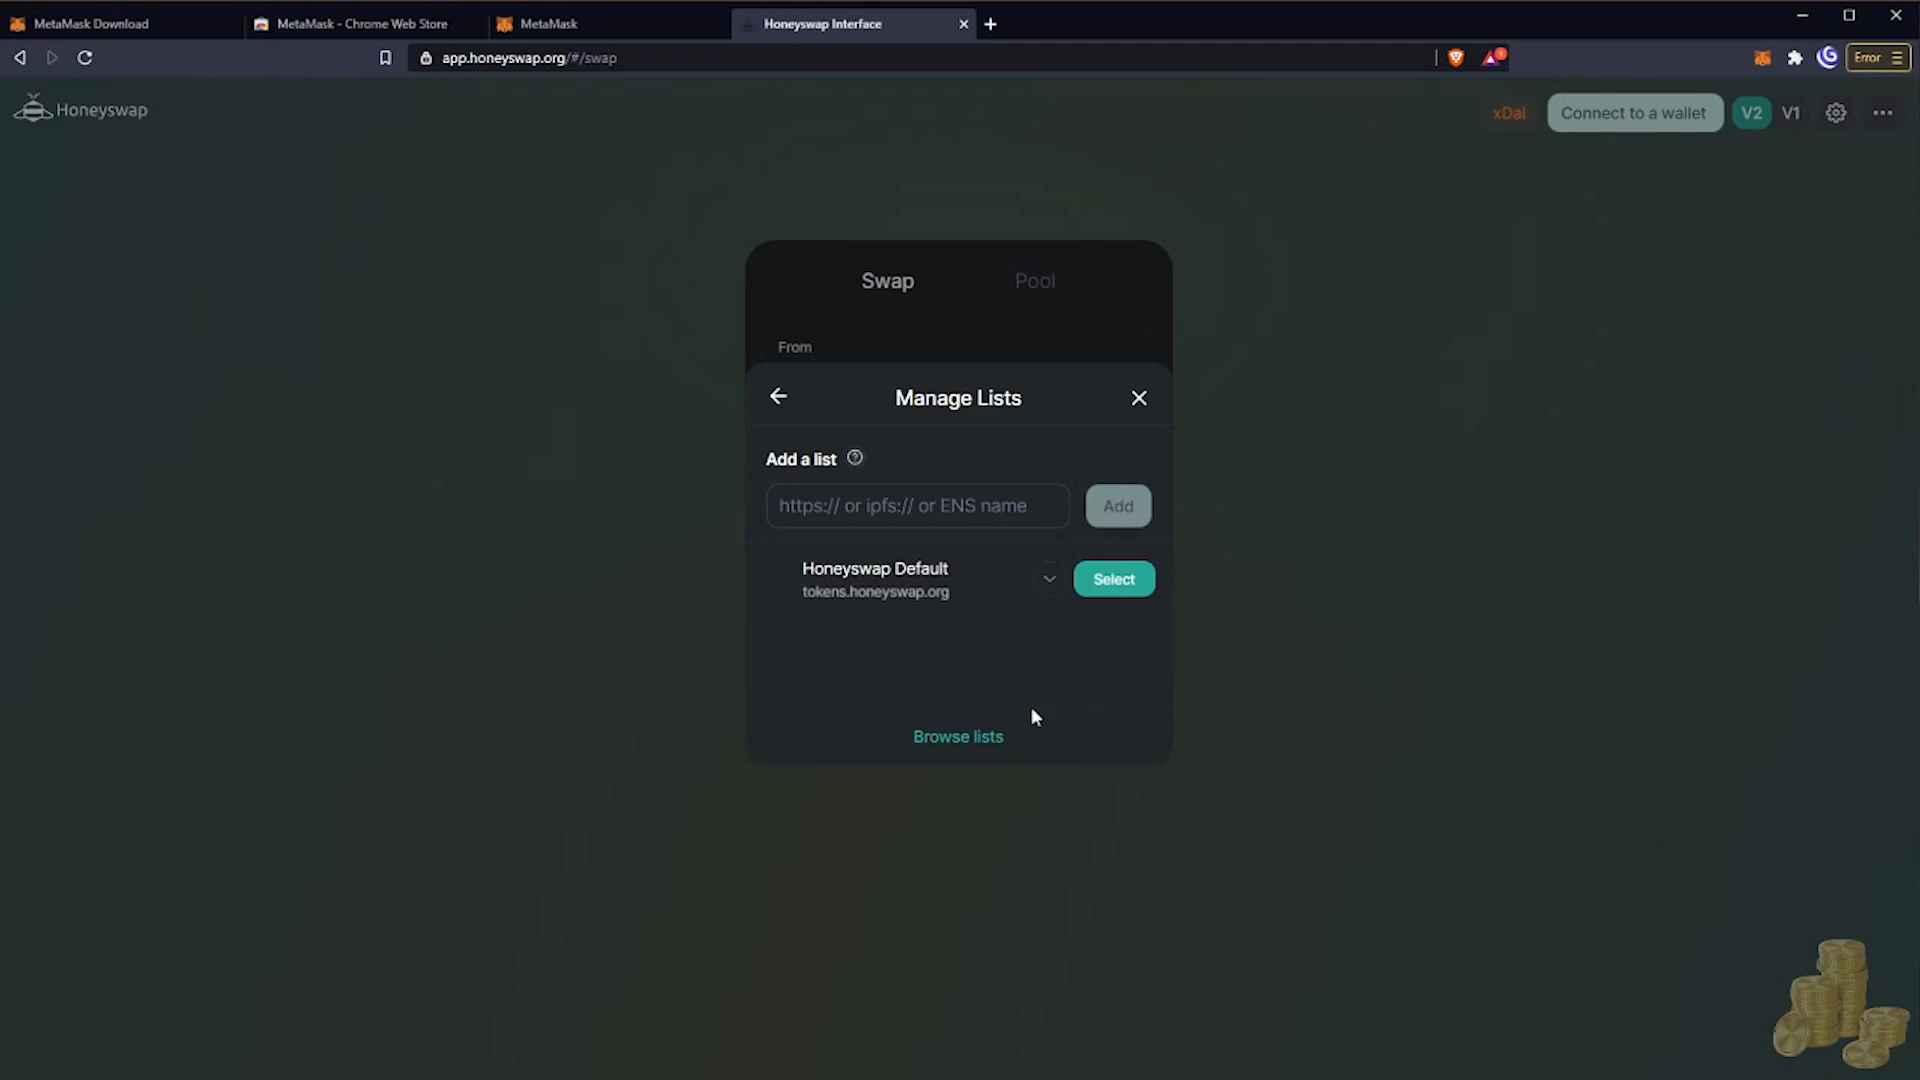 MetaMask Download
MetaMask - Chrome Web Store
MetaMask
Honeyswap Interface
app.honeyswap.org/#/swap
1
Error
Honeyswap
xDai
Connect to a wallet
V2
V1
Swap
Pool
From
Manage Lists
Add a list
https:// or ipfs:// or ENS name
Add
Honeyswap Default
tokens.honeyswap.org
Select
Browse lists